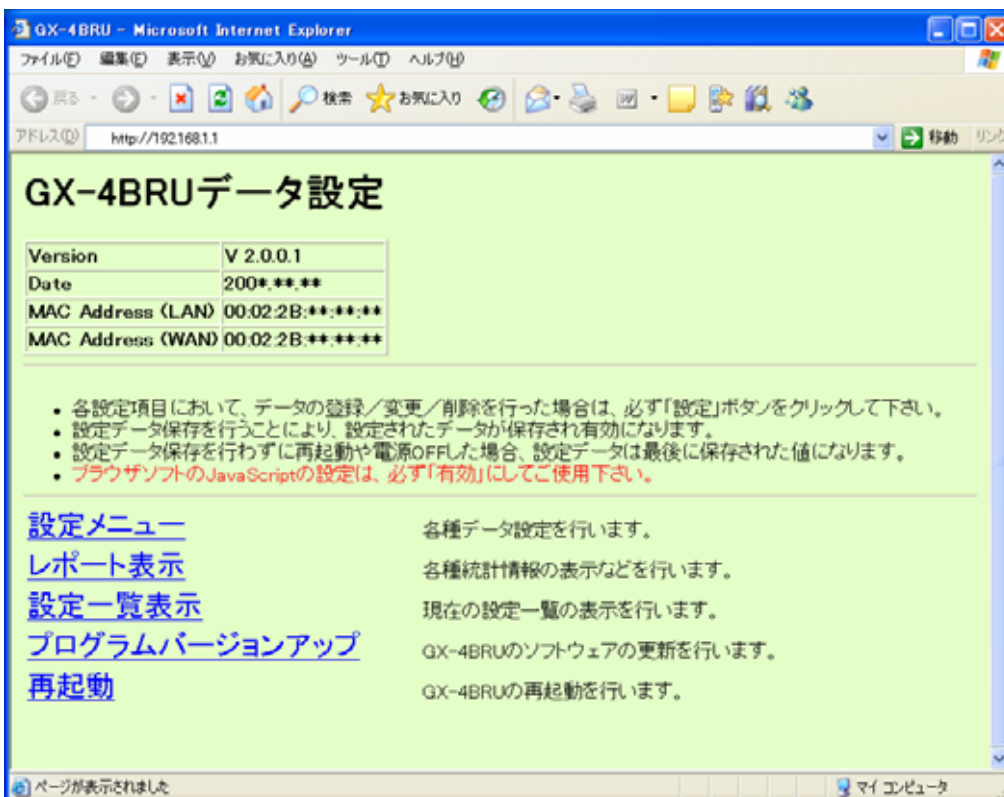 GX-4BRU - Microsoft Internet Explorer
ファイル(F) 編集(E) 表示(V) お気に入り(A) ツール(T) ヘルプ(H)
戻る 検索 お気に入り
アドレス(D) http://192.168.1.1 移動 リンク
GX-4BRUデータ設定
Version V 2.0.0.1
Date 200*.**.**
MAC Address (LAN) 00:02:2B:**:**:**
MAC Address (WAN) 00:02:2B:**:**:**
• 各設定項目において、データの登録／変更／削除を行った場合は、必ず「設定」ボタンをクリックして下さい。
• 設定データ保存を行うことにより、設定されたデータが保存され有効になります。
• 設定データ保存を行わずに再起動や電源OFFした場合、設定データは最後に保存された値になります。
• ブラウザソフトのJavaScriptの設定は、必ず「有効」にしてご使用下さい。
設定メニュー 各種データ設定を行います。
レポート表示 各種統計情報の表示などを行います。
設定一覧表示 現在の設定一覧の表示を行います。
プログラムバージョンアップ GX-4BRUのソフトウェアの更新を行います。
再起動 GX-4BRUの再起動を行います。
ページが表示されました マイ コンピュータ